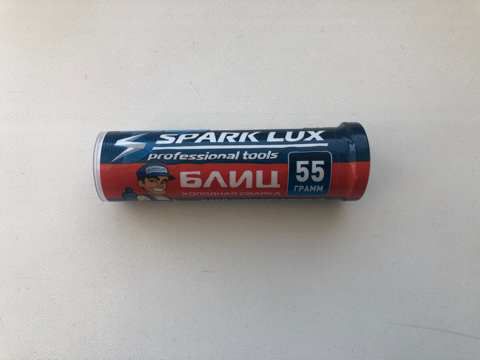 SPARK LUX
professional tools
БЛИЦ
55
ГРАММ
ХОЛОДНАЯ СВАРКА